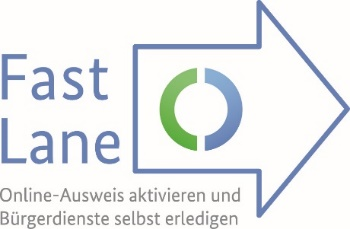 Fast
Lane
Online-Ausweis aktivieren und
Bürgerdienste selbst erledigen